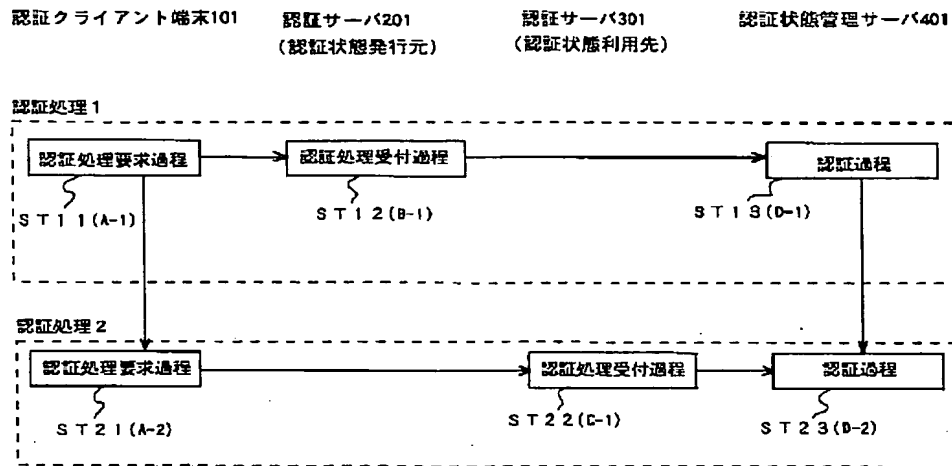 認証クライアント端末101
認証サーバ201
(認証状態発行元)
認証サーバ301
(認証状態利用先)
認証状態管理サーバ401
認証処理1
認証処理要求過程
認証処理受付過程
認証過程
ST11(A-1)
ST12(B-1)
ST13(D-1)
認証処理2
認証処理要求過程
認証処理受付過程
認証過程
ST21(A-2)
ST22(C-1)
ST23(D-2)